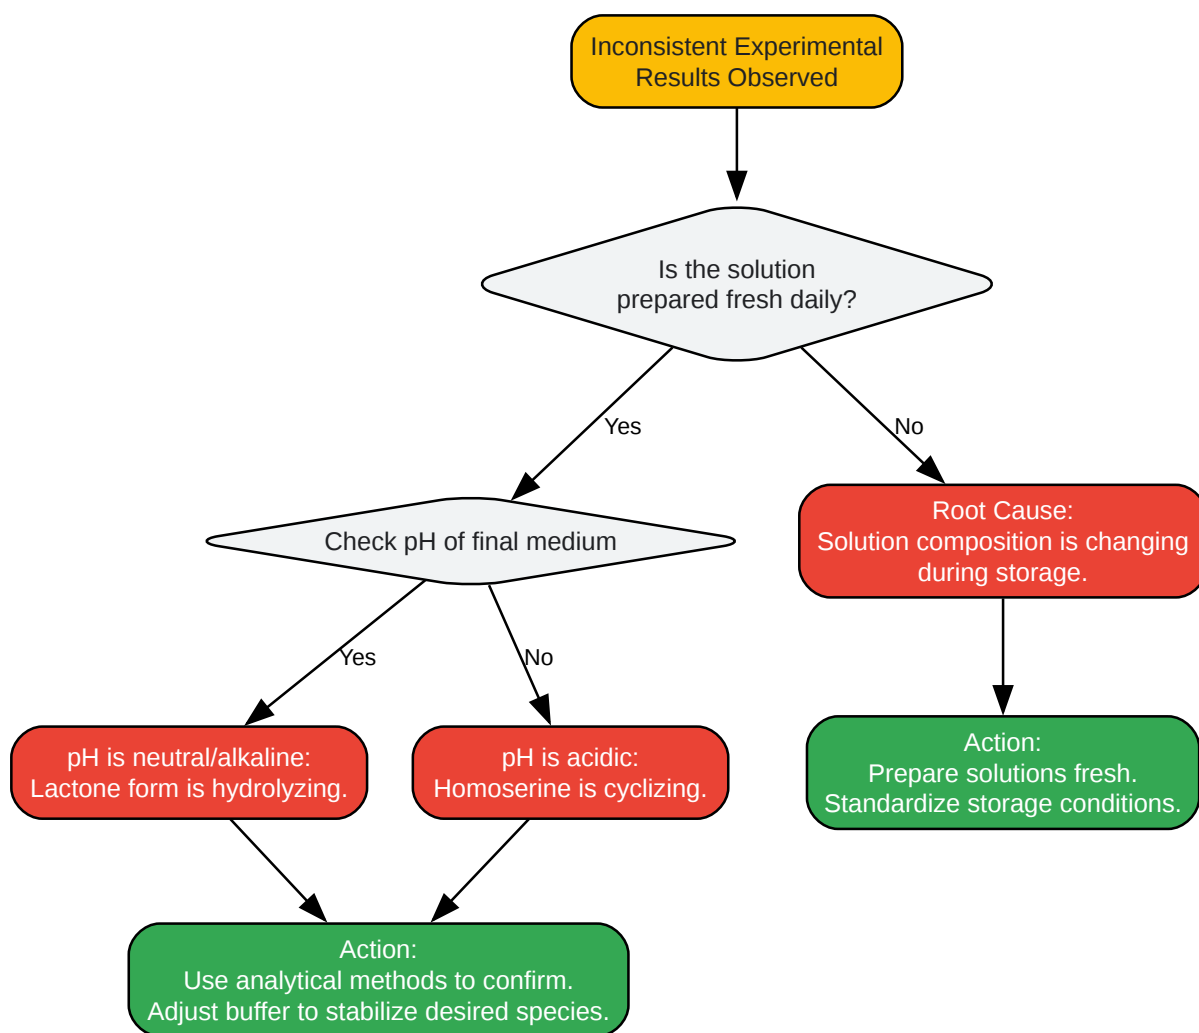 Inconsistent Experimental
Results Observed
Is the solution
prepared fresh daily?
Yes
No
Check pH of final medium
Root Cause:
Solution composition is changing
during storage.
Yes
No
pH is neutral/alkaline:
Lactone form is hydrolyzing.
pH is acidic:
Homoserine is cyclizing.
Action:
Prepare solutions fresh.
Standardize storage conditions.
Action:
Use analytical methods to confirm.
Adjust buffer to stabilize desired species.